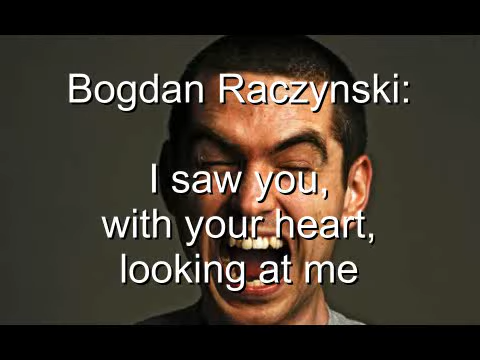 Bogdan Raczynski:
I saw you,
with your heart,
looking at me